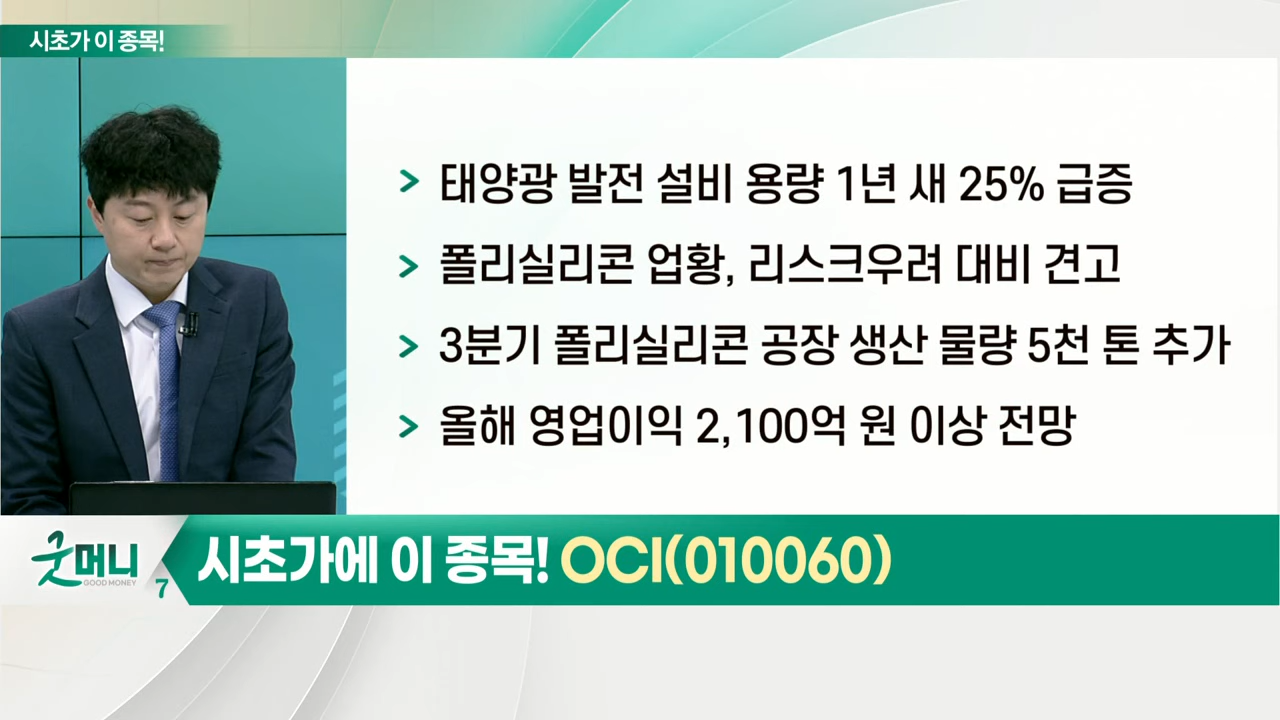 시초가 이 종목!
> 태양광 발전 설비 용량 1년 새 25% 급증
> 폴리실리콘 업황, 리스크우려 대비 견고
> 3분기 폴리실리콘 공장 생산 물량 5천 톤 추가
> 올해 영업이익 2,100억 원 이상 전망
굿머니
GOOD MONEY
7
시초가에 이 종목! OCI(010060)